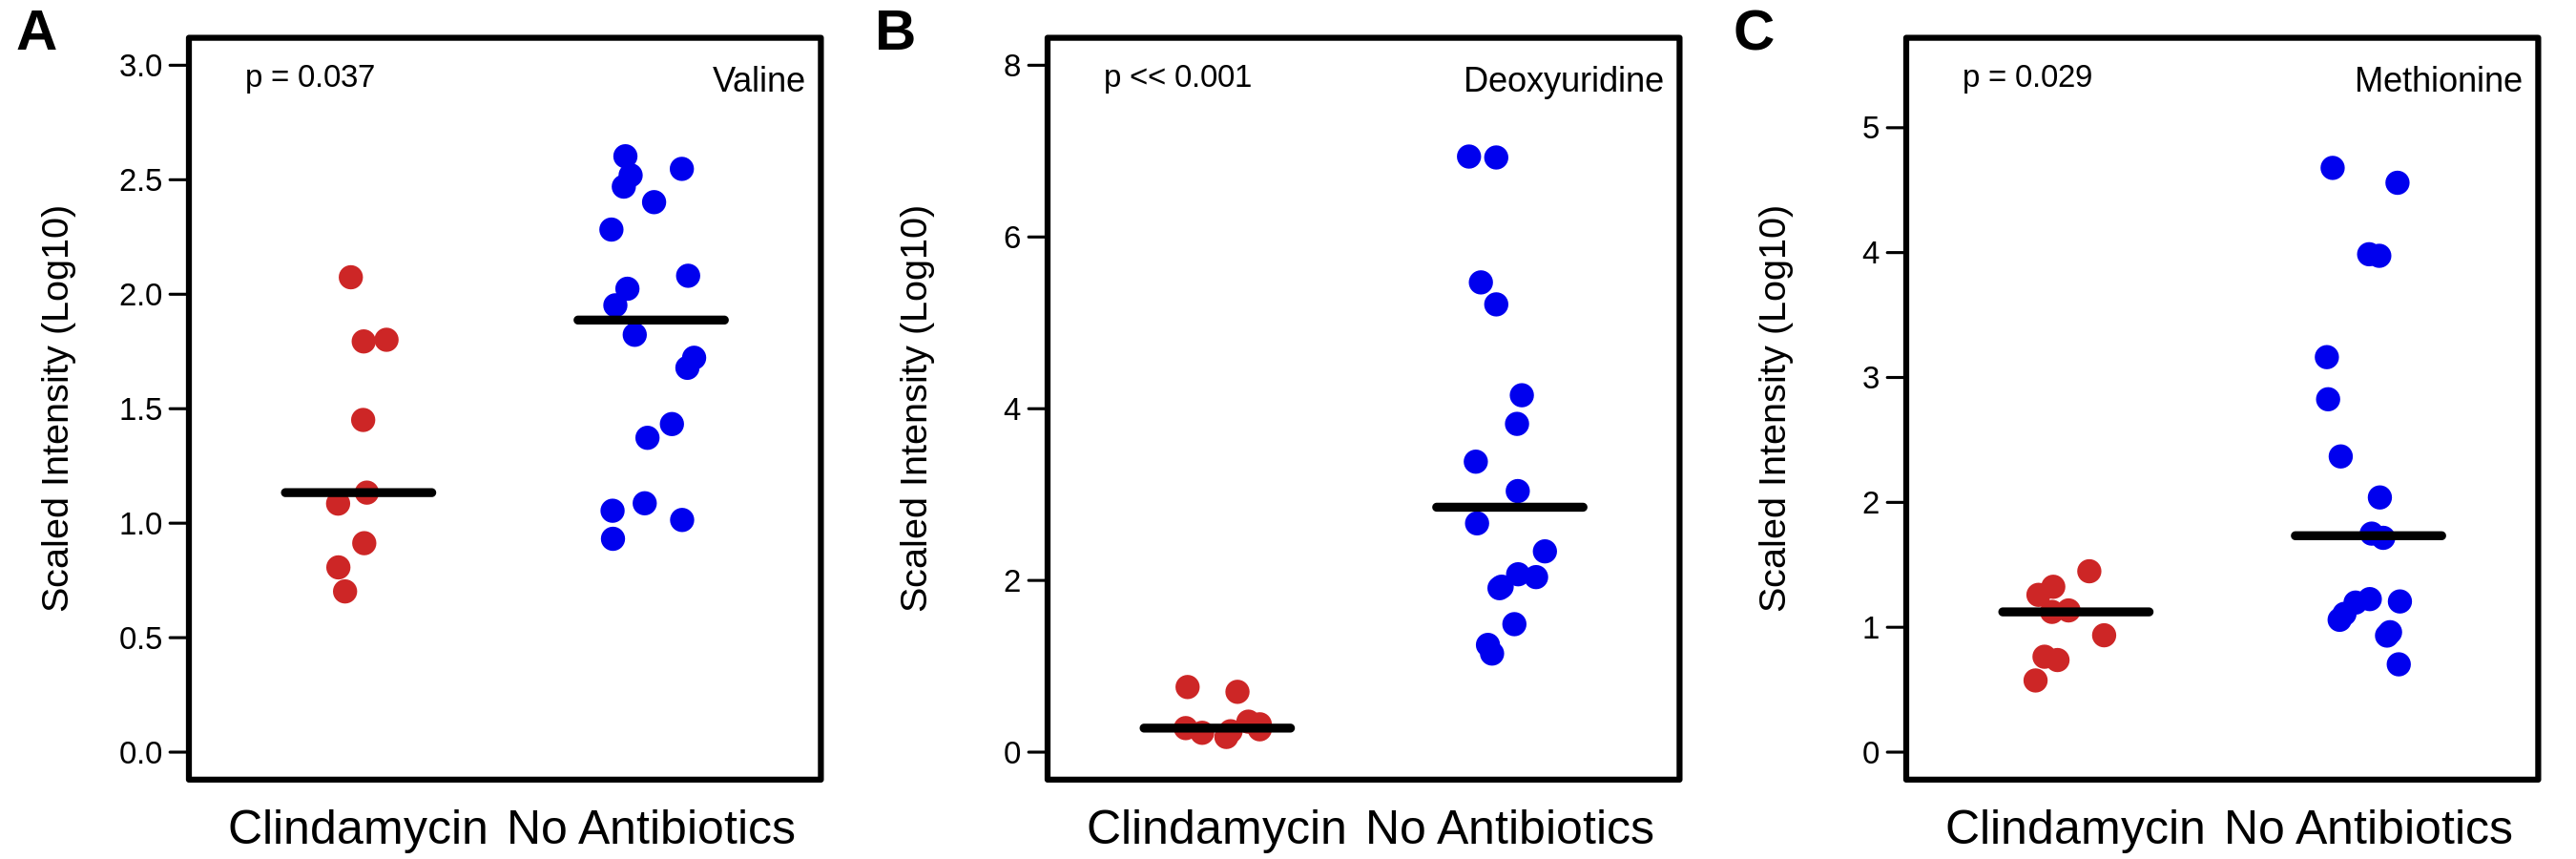 A
p = 0.037
Valine
Scaled Intensity (Log10)
3.0
2.5
2.0
1.5
1.0
0.5
0.0
Clindamycin No Antibiotics
B
p << 0.001
Deoxyuridine
Scaled Intensity (Log10)
8
6
4
2
0
Clindamycin No Antibiotics
C
p = 0.029
Methionine
Scaled Intensity (Log10)
5
4
3
2
1
0
Clindamycin No Antibiotics